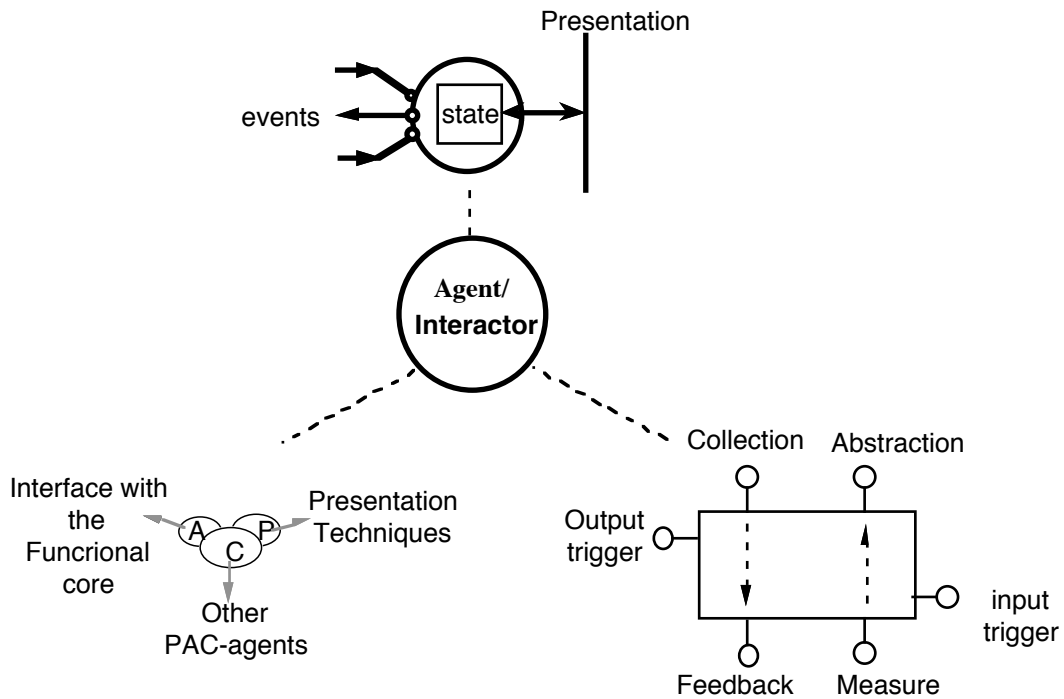 Presentation
events
state
Agent/
Interactor
Interface with
the
Funcrional
core
A
P
C
Presentation
Techniques
Other
PAC-agents
Collection
Abstraction
Output
trigger
input
trigger
Feedback
Measure